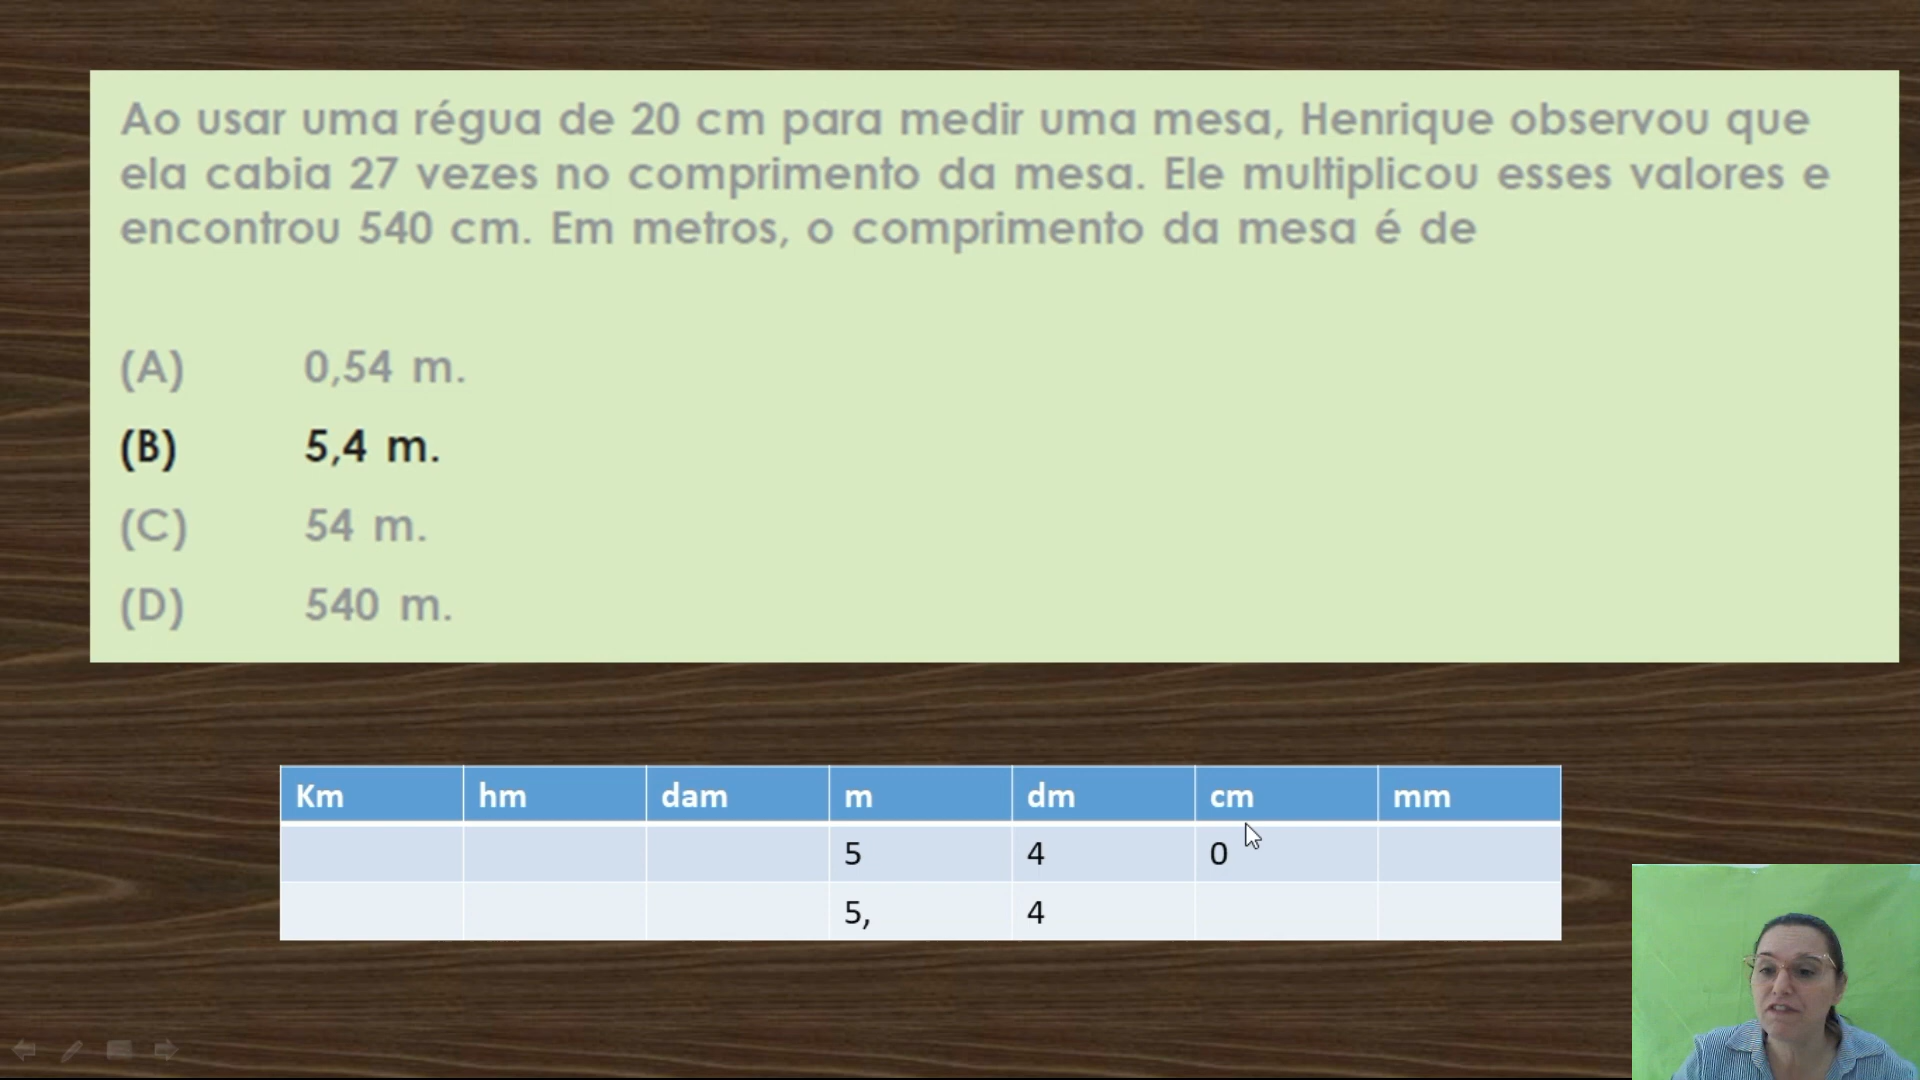 Ao usar uma régua de 20 cm para medir uma mesa, Henrique observou que
ela cabia 27 vezes no comprimento da mesa. Ele multiplicou esses valores e
encontrou 540 cm. Em metros, o comprimento da mesa é de
(A) 0,54 m.
(B) 5,4 m.
(C) 54 m.
(D) 540 m.
Km hm dam m dm cm mm
5 4 0
5, 4